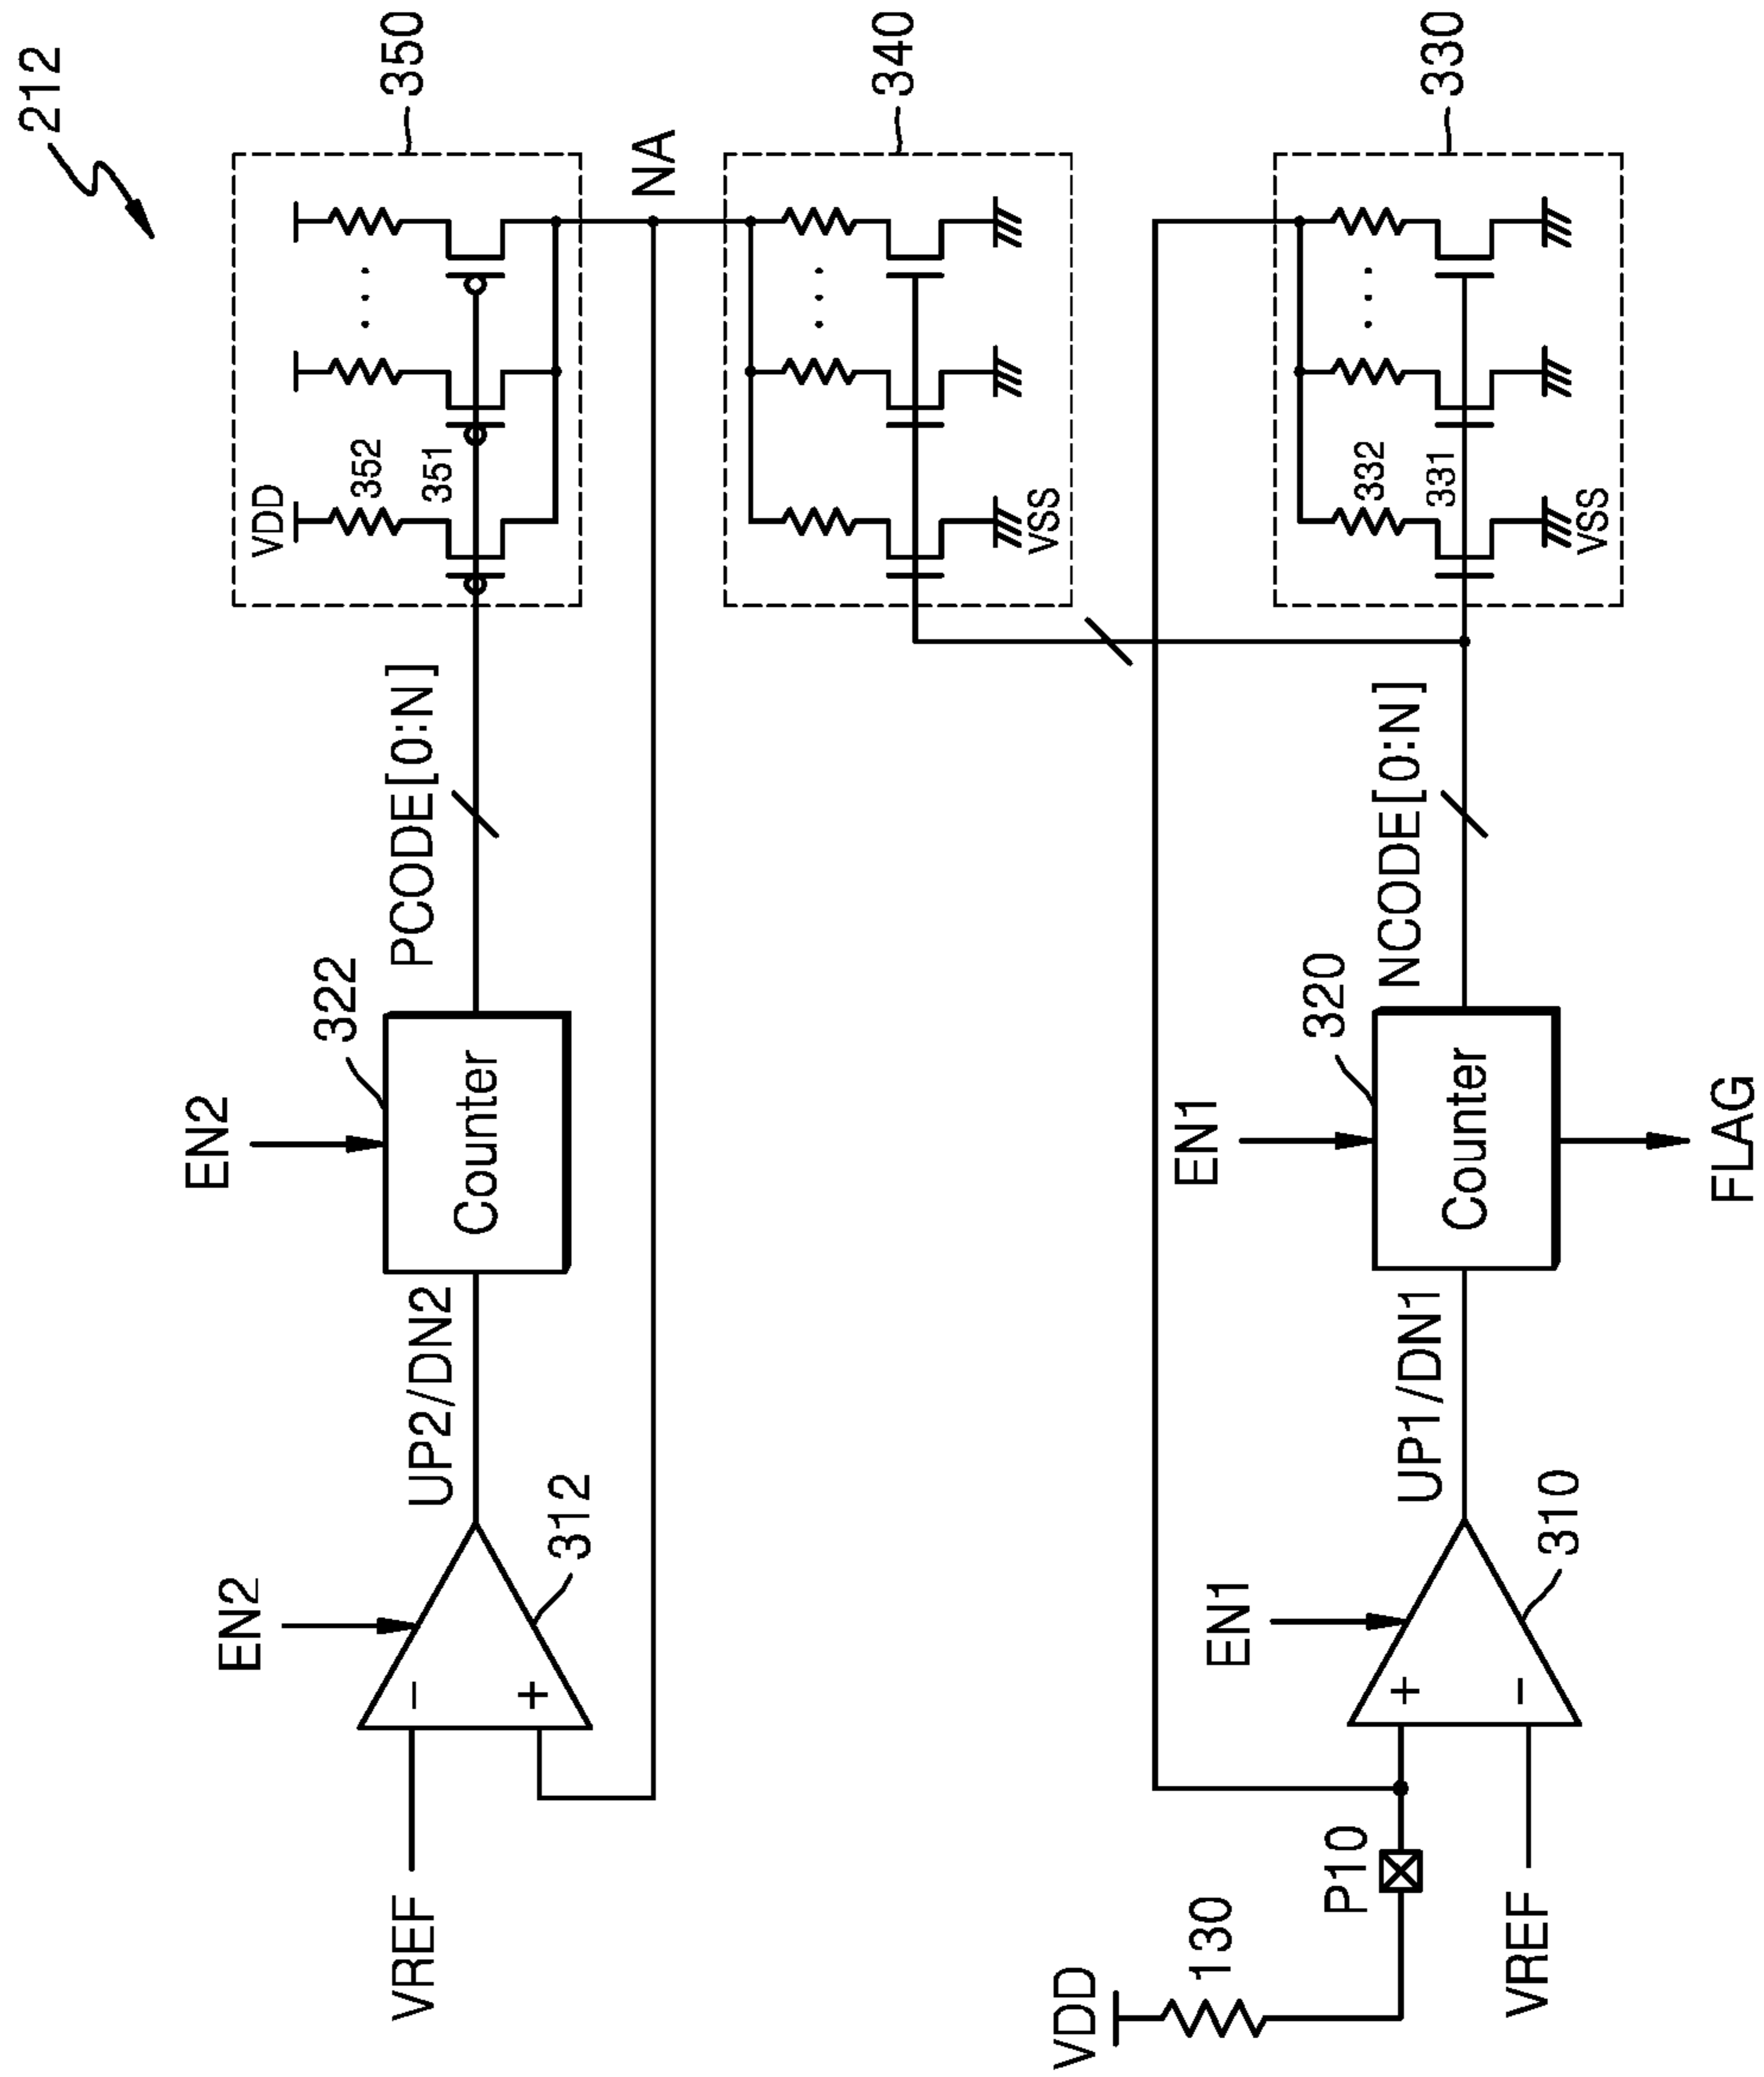 212
350
NA
340
330
VDD
352
351
VSS
332
331
VSS
PCODE[0:N]
NCODE[0:N]
EN2
322
Counter
EN1
320
Counter
FLAG
UP2/DN2
UP1/DN1
EN2
312
−
+
EN1
310
+
−
VREF
P10
VREF
VDD
130